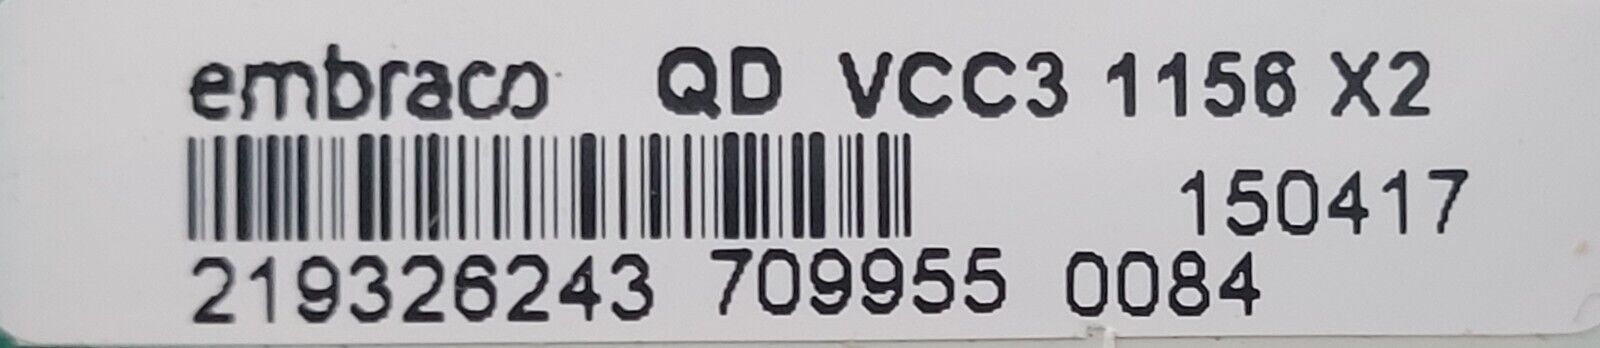 embraco QD VCC3 1156 X2
150417
219326243 709955 0084